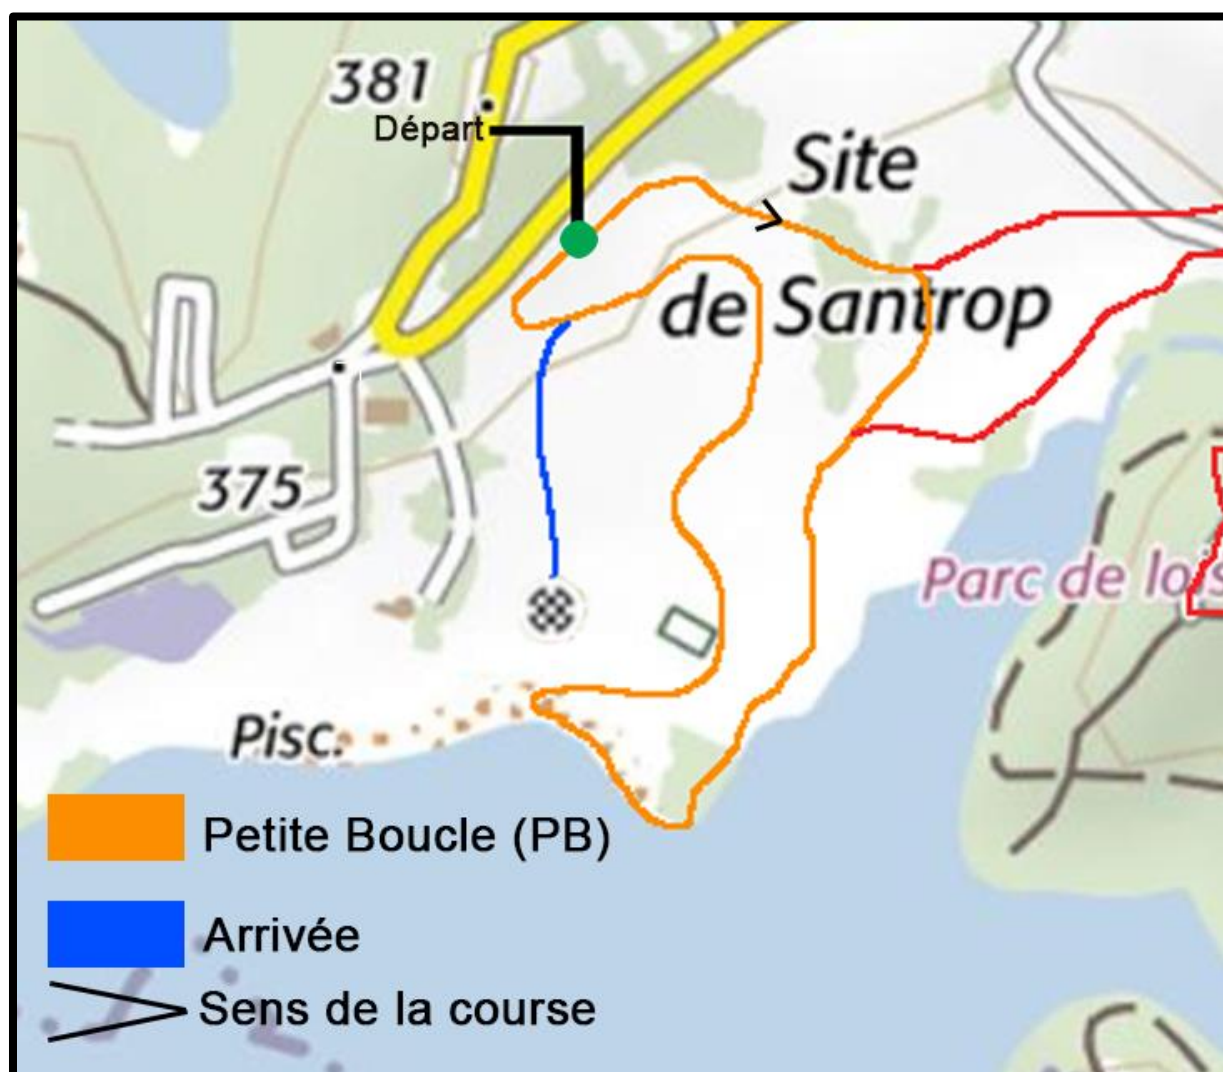 381
Départ
Site
de Santrop
375
Parc de lois
Pisc.
Petite Boucle (PB)
Arrivée
Sens de la course